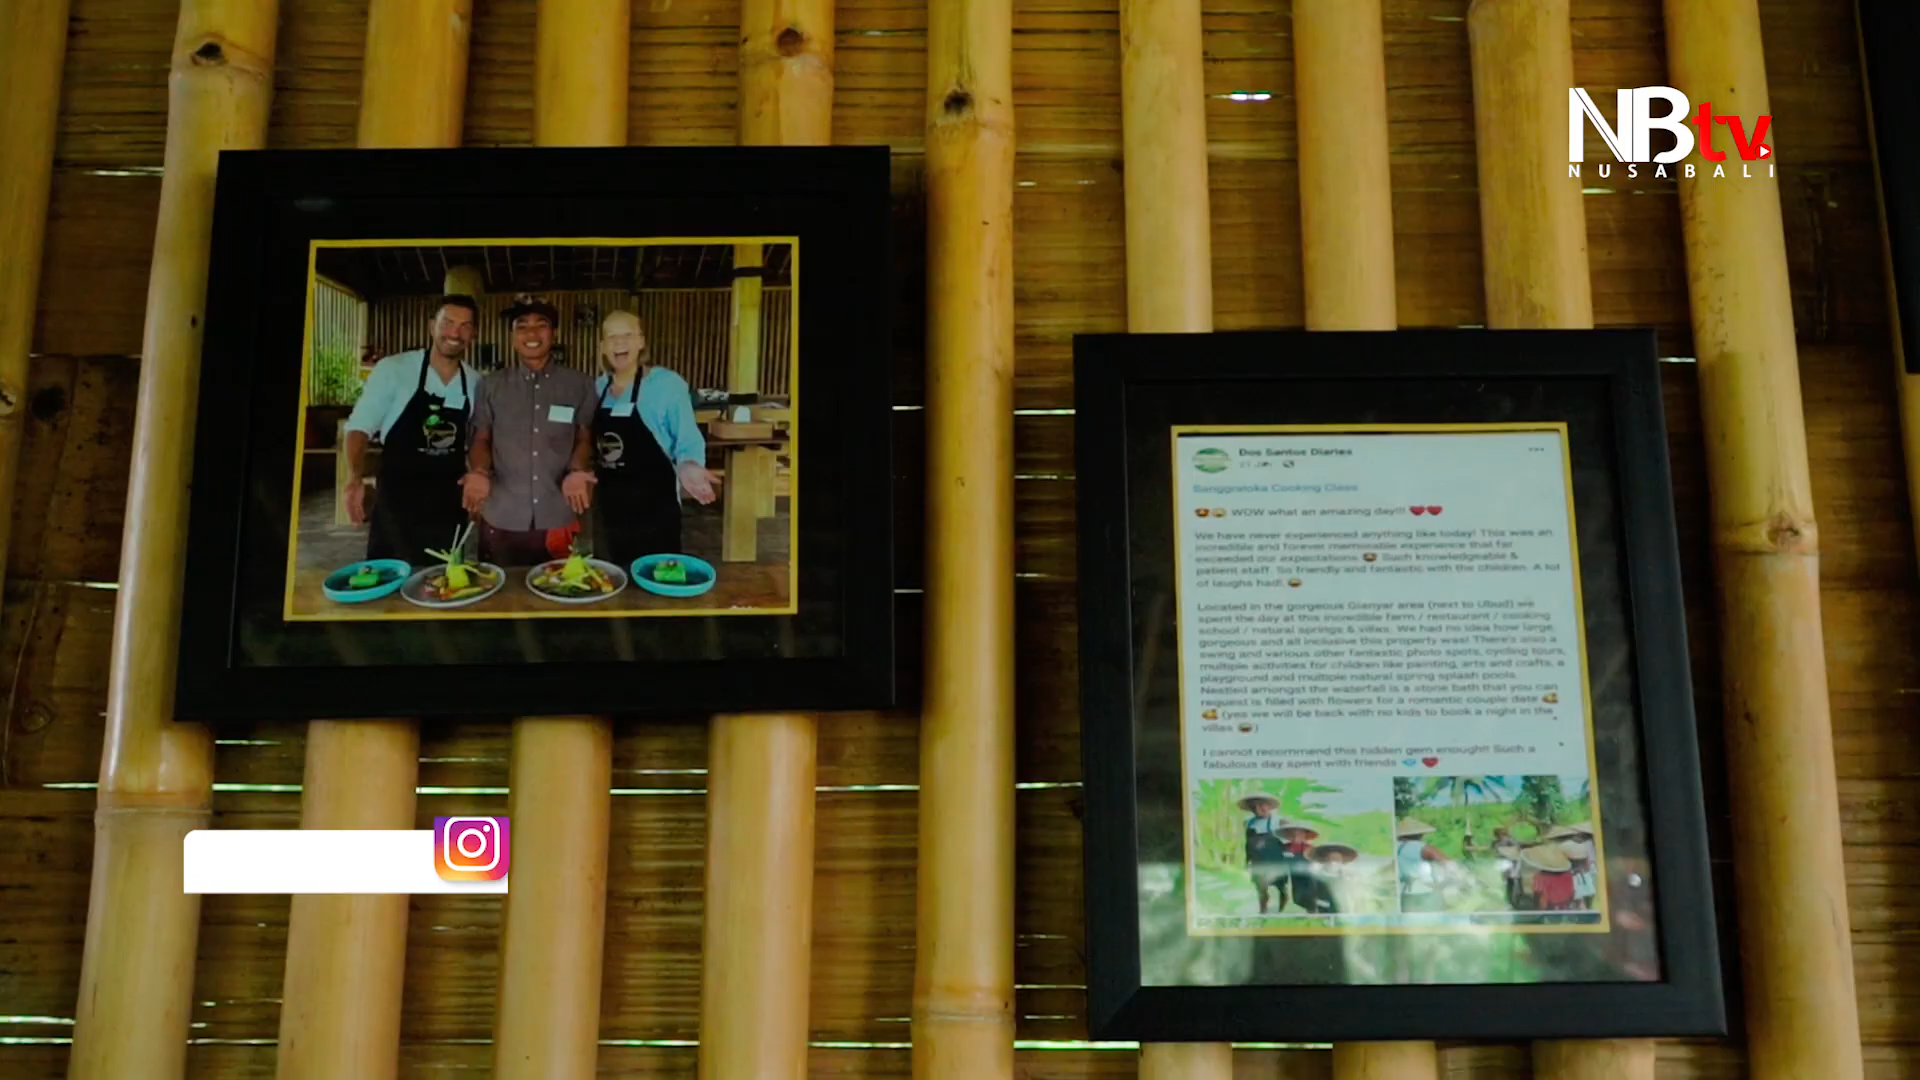 NBtv
NUSABALI
Dos Santos Diaries
Sanggraloka Cooking Class
WOW what an amazing day!!!
We have never experienced anything like today! This was an
incredible and forever memorable experience that far
exceeded our expectations Such knowledgeable &
patient staff. So friendly and fantastic with the children. A lot
of laughs had!
Located in the gorgeous Gianyar area (next to Ubud) we
spent the day at this incredible farm / restaurant / cooking
school / natural springs & villas. We had no idea how large,
gorgeous and all inclusive this property was! There's also a
swing and various other fantastic photo spots, cycling tours,
multiple activities for children like painting, arts and crafts, a
playground and multiple natural spring splash pools.
Nestled amongst the waterfall is a stone bath that you can
request is filled with flowers for a romantic couple date
(yes we will be back with no kids to book a night in the
villas )
I cannot recommend this hidden gem enough!! Such a
fabulous day spent with friends